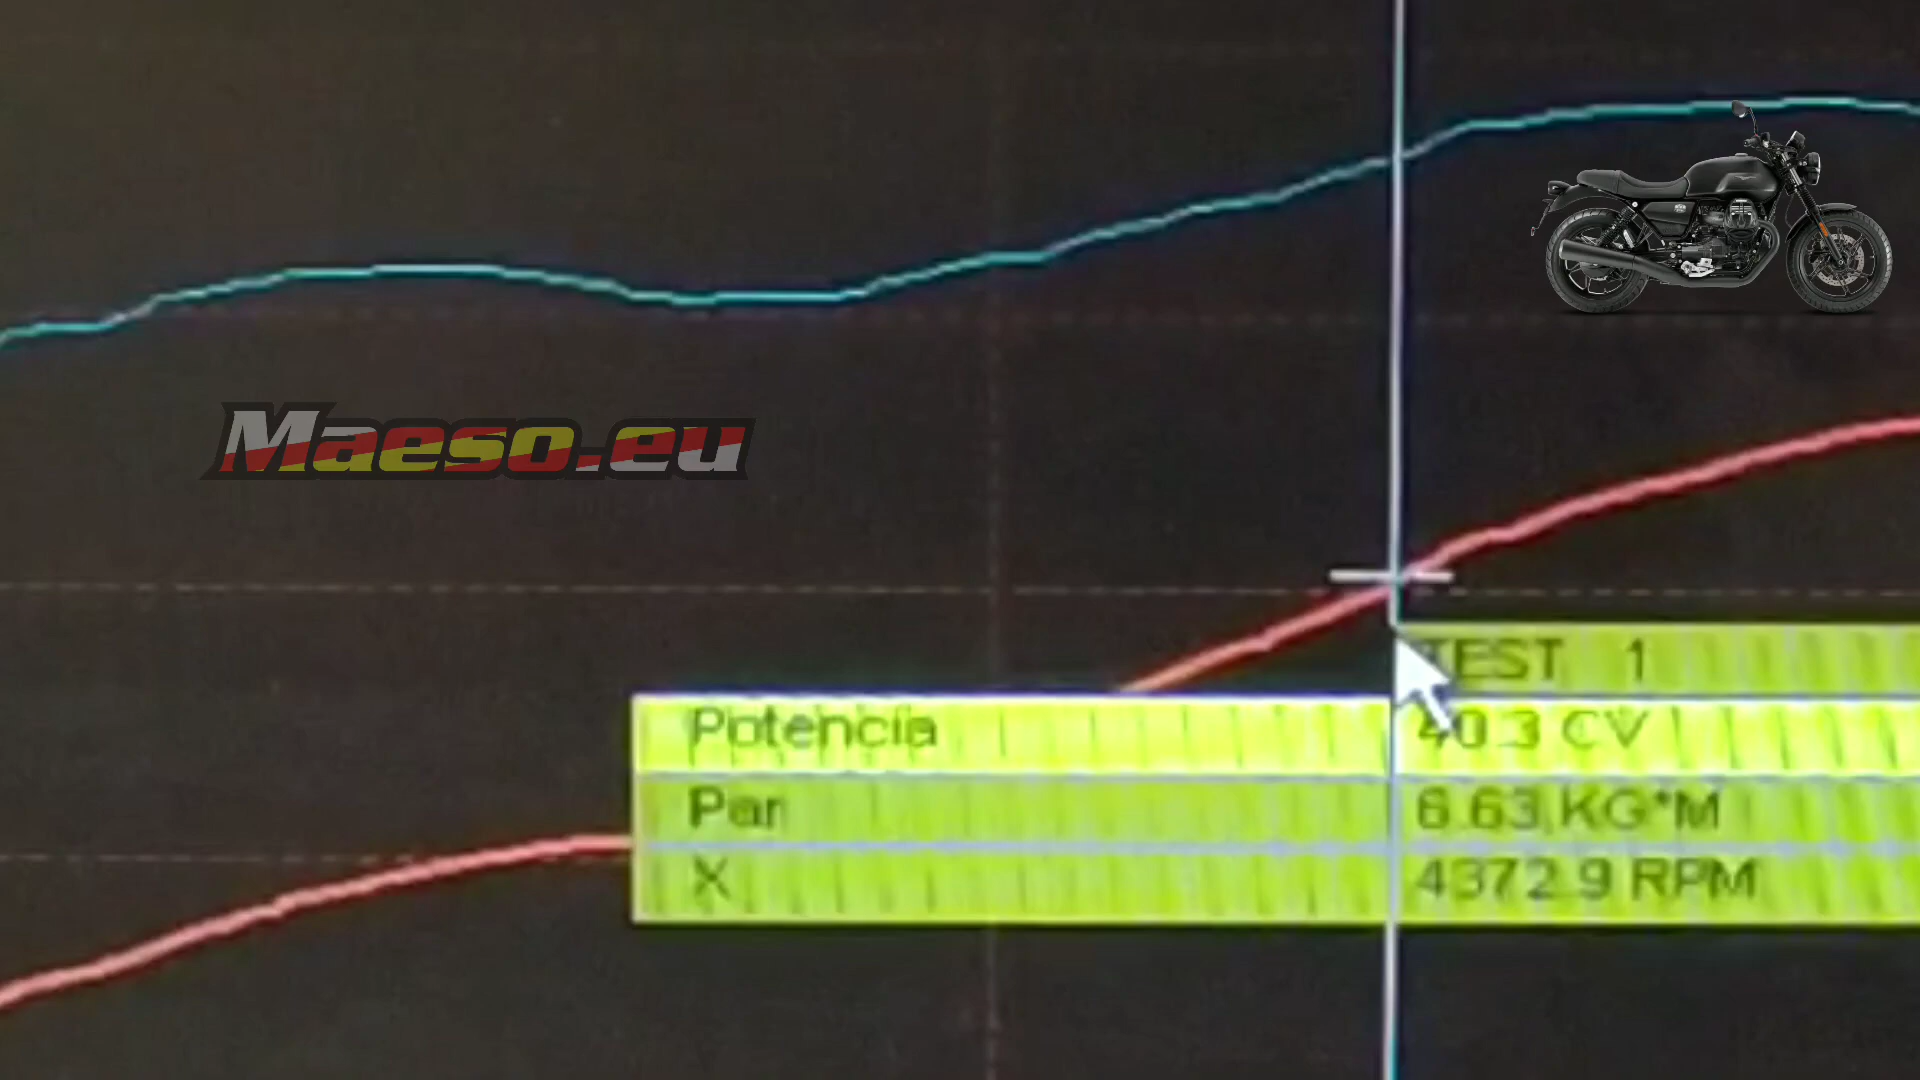 Maeso.eu
TEST 1
Potencia 40.3 CV
Par 6.63 KG*M
X 4372.9 RPM